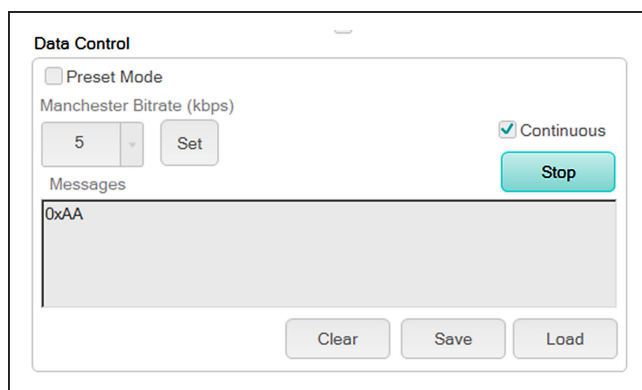 Data Control
Preset Mode
Manchester Bitrate (kbps)
5
Set
Continuous
Stop
Messages
0xAA
Clear
Save
Load